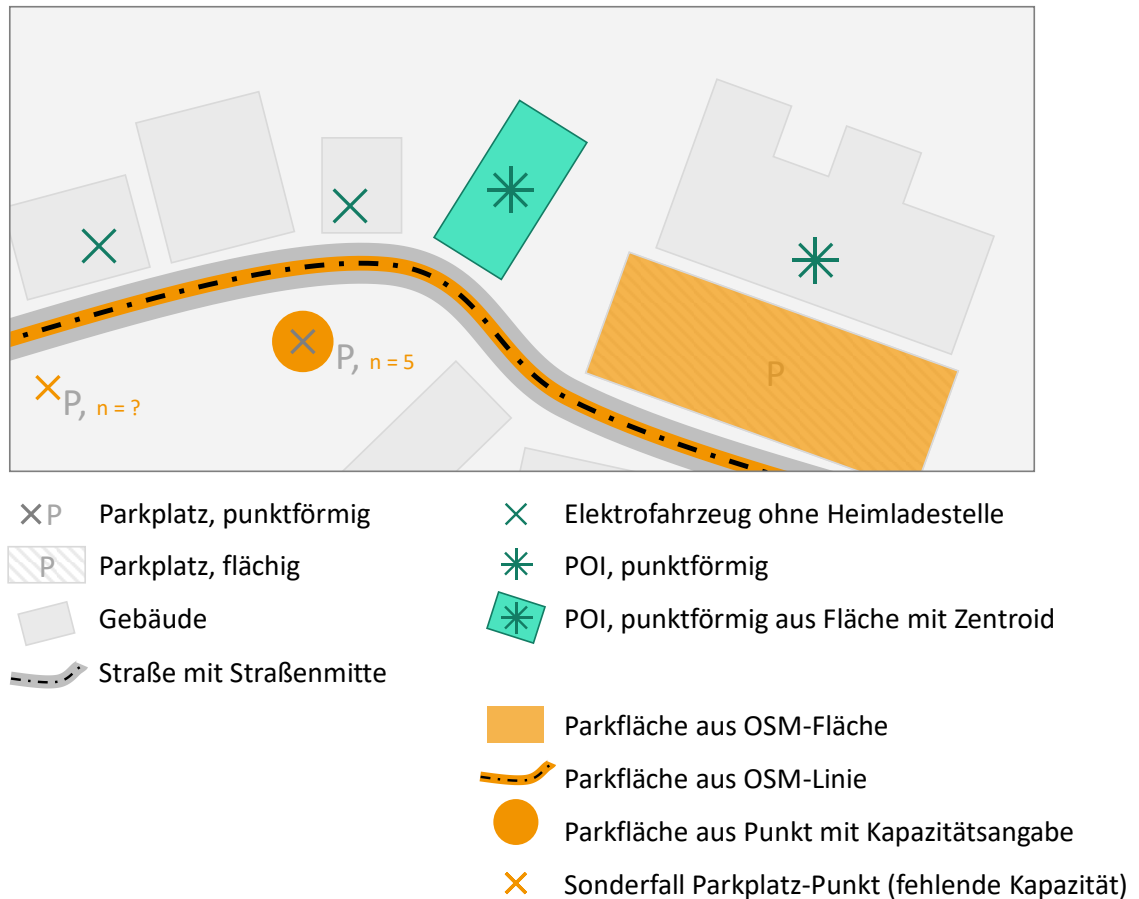 P
P, n = 5
P, n = ?
P Parkplatz, punktförmig
P Parkplatz, flächig
Gebäude
Straße mit Straßenmitte
Elektrofahrzeug ohne Heimladestelle
POI, punktförmig
POI, punktförmig aus Fläche mit Zentroid
Parkfläche aus OSM-Fläche
Parkfläche aus OSM-Linie
Parkfläche aus Punkt mit Kapazitätsangabe
Sonderfall Parkplatz-Punkt (fehlende Kapazität)